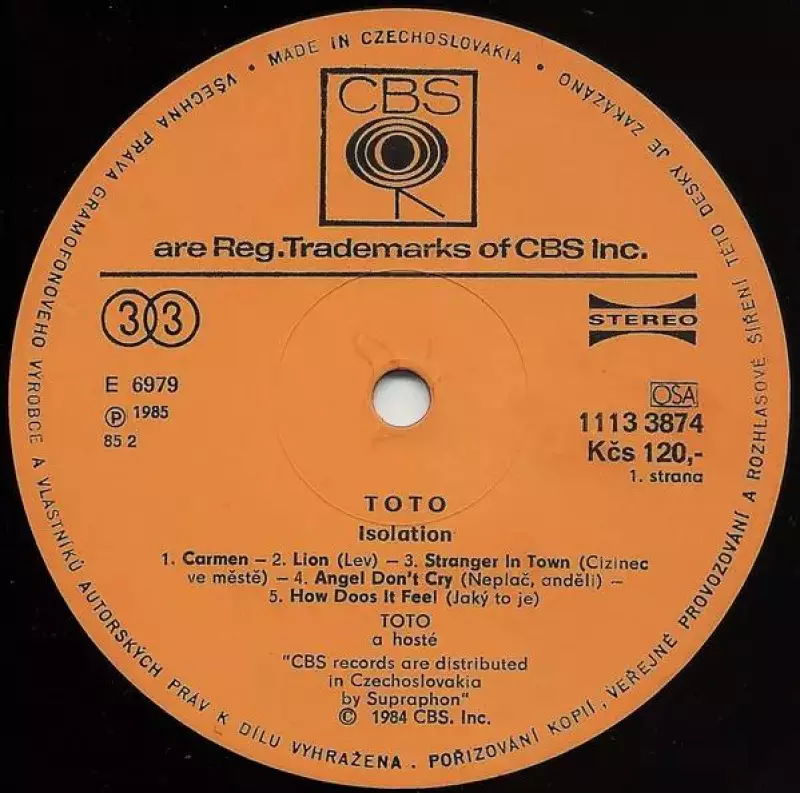 MADE IN CZECHOSLOVAKIA • VŠECHNA PRÁVA GRAMOFONOVÉHO VÝROBCE A VLASTNÍKŮ AUTORSKÝCH PRÁV K DÍLU VYHRAŽENA. POŘIZOVÁNÍ KOPIÍ, VEŘEJNÉ PROVOZOVÁNÍ A ROZHLASOVÉ ŠÍŘENÍ TÉTO DESKY JE ZAKÁZÁNO •
CBS
are Reg.Trademarks of CBS Inc.
33
STEREO
E 6979
Ⓟ 1985
85 2
OSA
1113 3874
Kčs 120,-
1. strana
TOTO
Isolation
1. Carmen – 2. Lion (Lev) – 3. Stranger In Town (Cizinec
ve městě) – 4. Angel Don't Cry (Neplač, anděli) –
5. How Doos It Feel (Jaký to je)
TOTO
a hosté
"CBS records are distributed
in Czechoslovakia
by Supraphon"
© 1984 CBS. Inc.